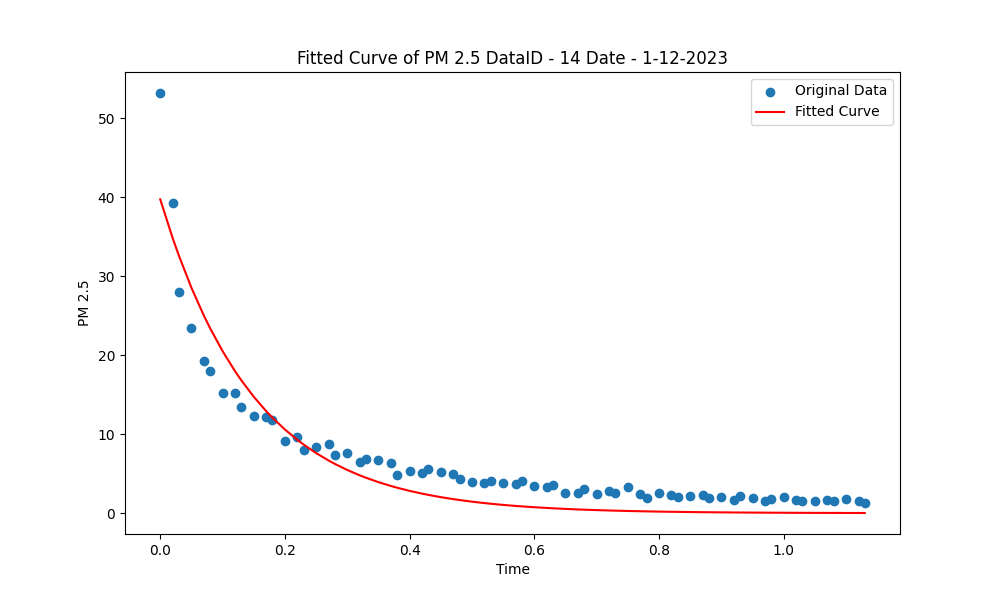 Fitted Curve of PM 2.5 DataID - 14 Date - 1-12-2023
Original Data
Fitted Curve
50
40
30
20
10
0
PM 2.5
0.0 0.2 0.4 0.6 0.8 1.0
Time